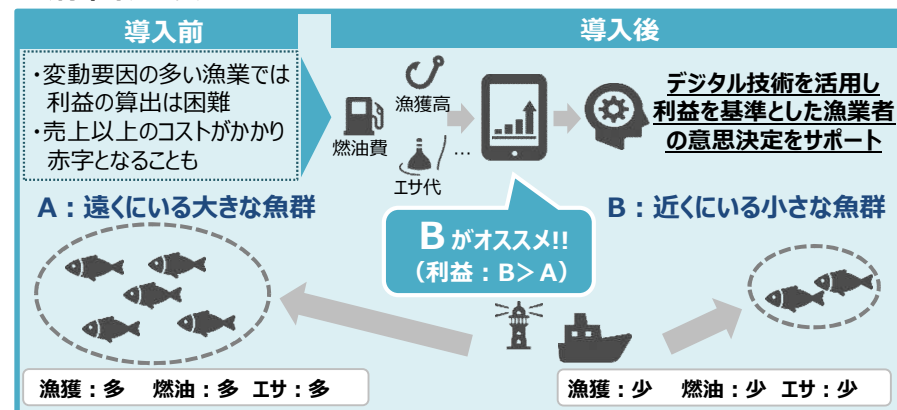 導入前
導入後
・変動要因の多い漁業では
利益の算出は困難
・売上以上のコストがかかり
赤字となることも
漁獲高
燃油費
エサ代
…
デジタル技術を活用し
利益を基準とした漁業者
の意思決定をサポート
A：遠くにいる大きな魚群
B：近くにいる小さな魚群
Bがオススメ!!
（利益：B＞A）
漁獲：多 燃油：多 エサ：多
漁獲：少 燃油：少 エサ：少